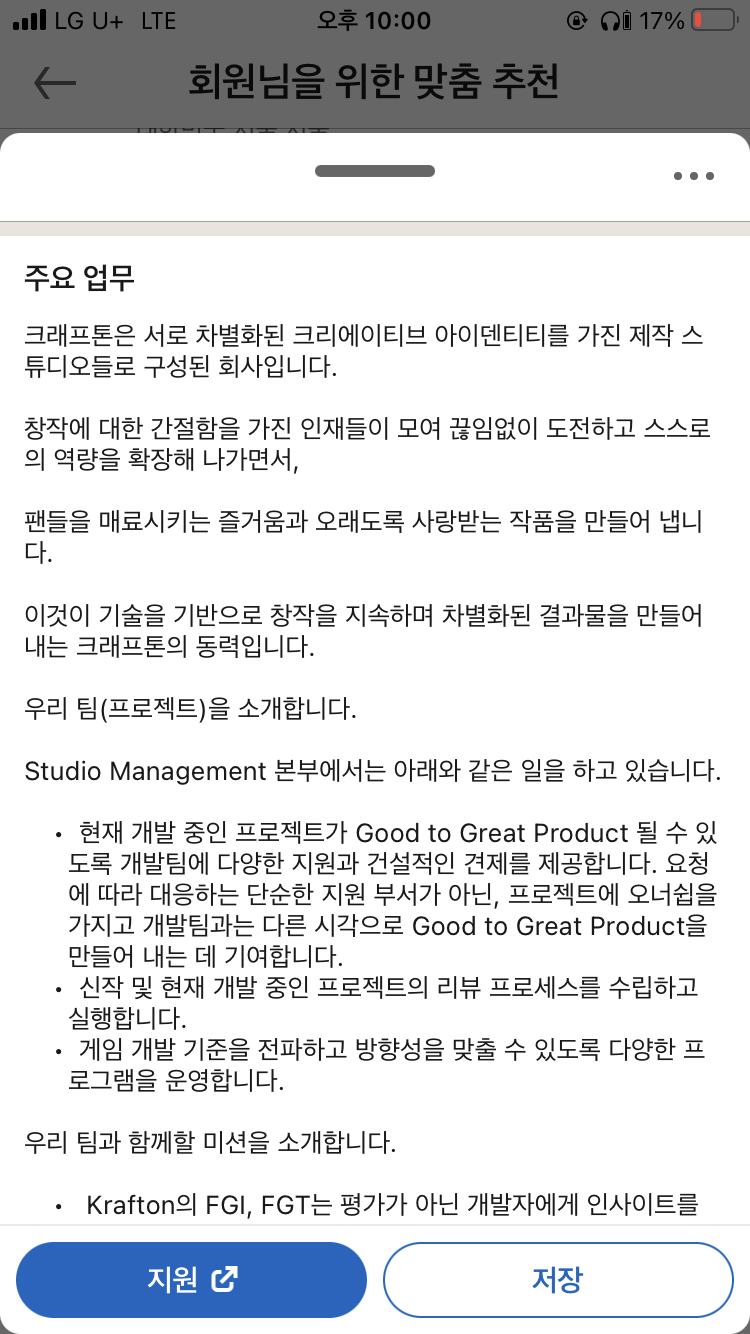 LG U+ LTE 오후 10:00 17%
회원님을 위한 맞춤 추천
주요 업무
크래프톤은 서로 차별화된 크리에이티브 아이덴티티를 가진 제작 스
튜디오들로 구성된 회사입니다.
창작에 대한 간절함을 가진 인재들이 모여 끊임없이 도전하고 스스로
의 역량을 확장해 나가면서,
팬들을 매료시키는 즐거움과 오래도록 사랑받는 작품을 만들어 냅니
다.
이것이 기술을 기반으로 창작을 지속하며 차별화된 결과물을 만들어
내는 크래프톤의 동력입니다.
우리 팀(프로젝트)을 소개합니다.
Studio Management 본부에서는 아래와 같은 일을 하고 있습니다.
• 현재 개발 중인 프로젝트가 Good to Great Product 될 수 있
도록 개발팀에 다양한 지원과 건설적인 견제를 제공합니다. 요청
에 따라 대응하는 단순한 지원 부서가 아닌, 프로젝트에 오너쉽을
가지고 개발팀과는 다른 시각으로 Good to Great Product을
만들어 내는 데 기여합니다.
• 신작 및 현재 개발 중인 프로젝트의 리뷰 프로세스를 수립하고
실행합니다.
• 게임 개발 기준을 전파하고 방향성을 맞출 수 있도록 다양한 프
로그램을 운영합니다.
우리 팀과 함께할 미션을 소개합니다.
• Krafton의 FGI, FGT는 평가가 아닌 개발자에게 인사이트를
지원 저장